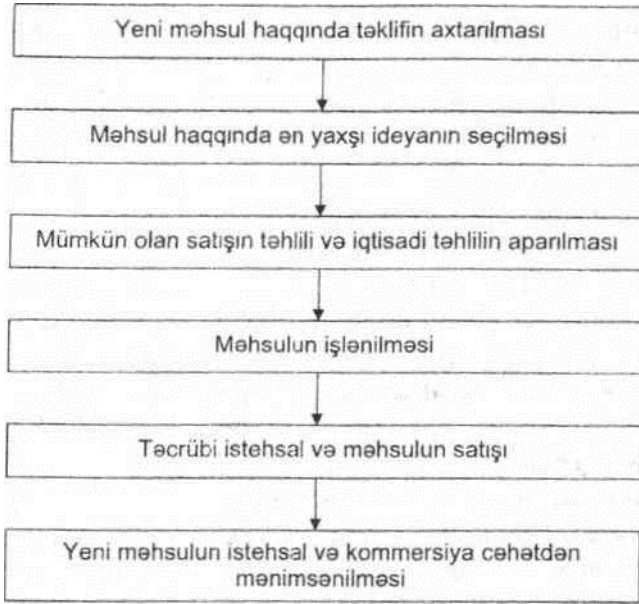 Yeni məhsul haqqında təklifin axtarılması
Məhsul haqqında ən yaxşı ideyanın seçilməsi
Mümkün olan satışın təhlili və iqtisadi təhlilin aparılması
Məhsulun işlənilməsi
Təcrübi istehsal və məhsulun satışı
Yeni məhsulun istehsal və kommersiya cəhətdən
mənimsənilməsi